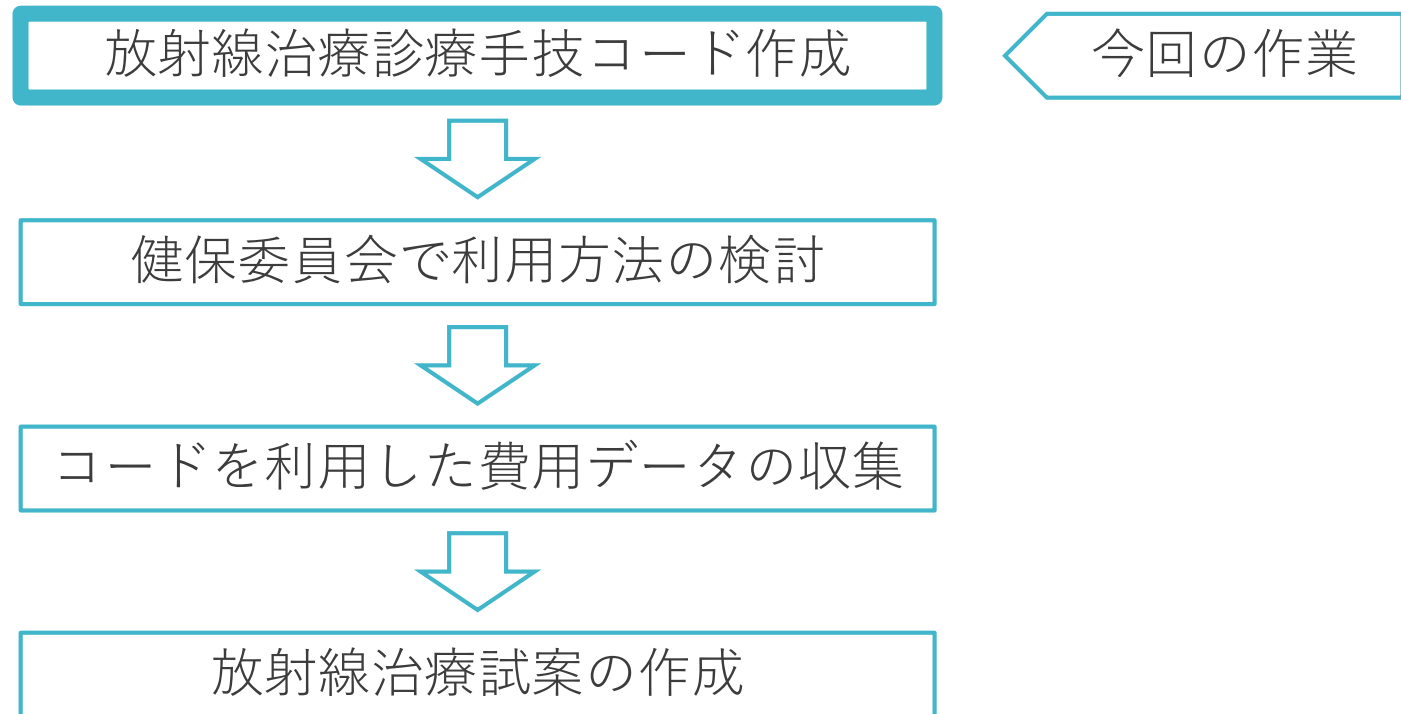 放射線治療診療手技コード作成
今回の作業
健保委員会で利用方法の検討
コードを利用した費用データの収集
放射線治療試案の作成